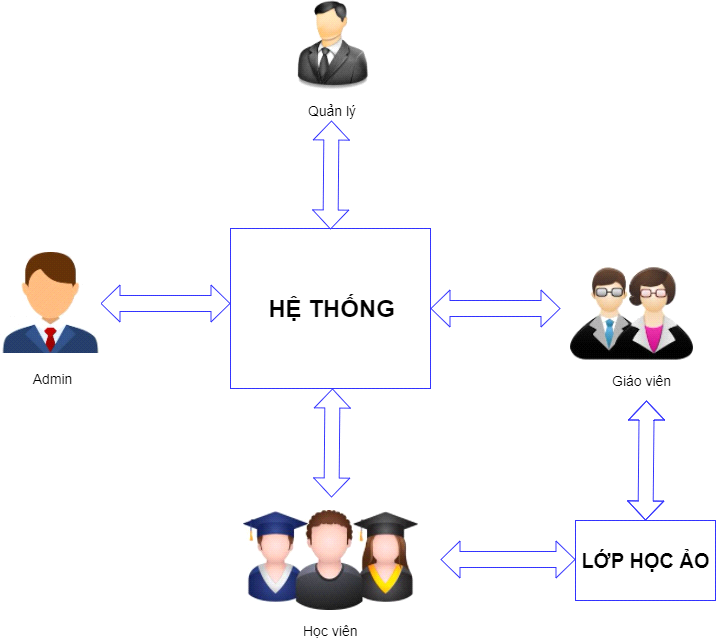 Quản lý
HỆ THỐNG
Admin
Giáo viên
LỚP HỌC ẢO
Học viên